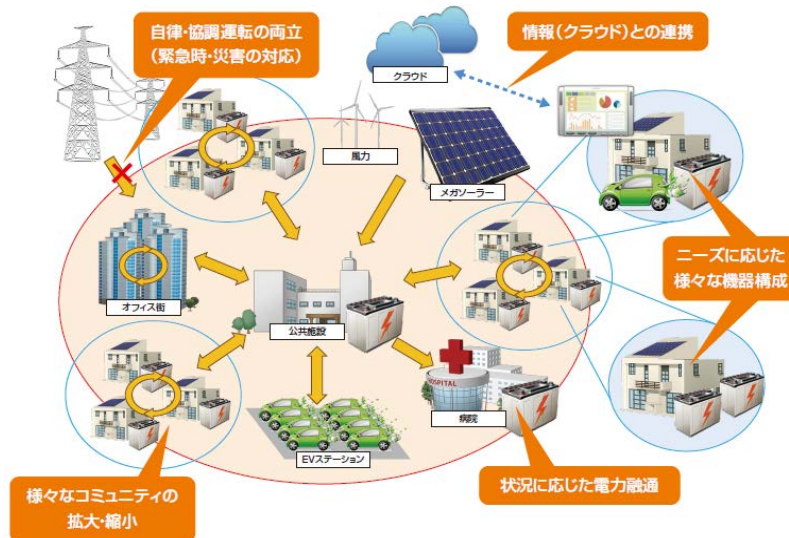 自律・協調運転の両立
(緊急時・災害の対応)
情報(クラウド)との連携
クラウド
風力
メガソーラー
ニーズに応じた
様々な機器構成
オフィス街
公共施設
HOSPITAL
病院
EVステーション
状況に応じた電力融通
様々なコミュニティの
拡大・縮小